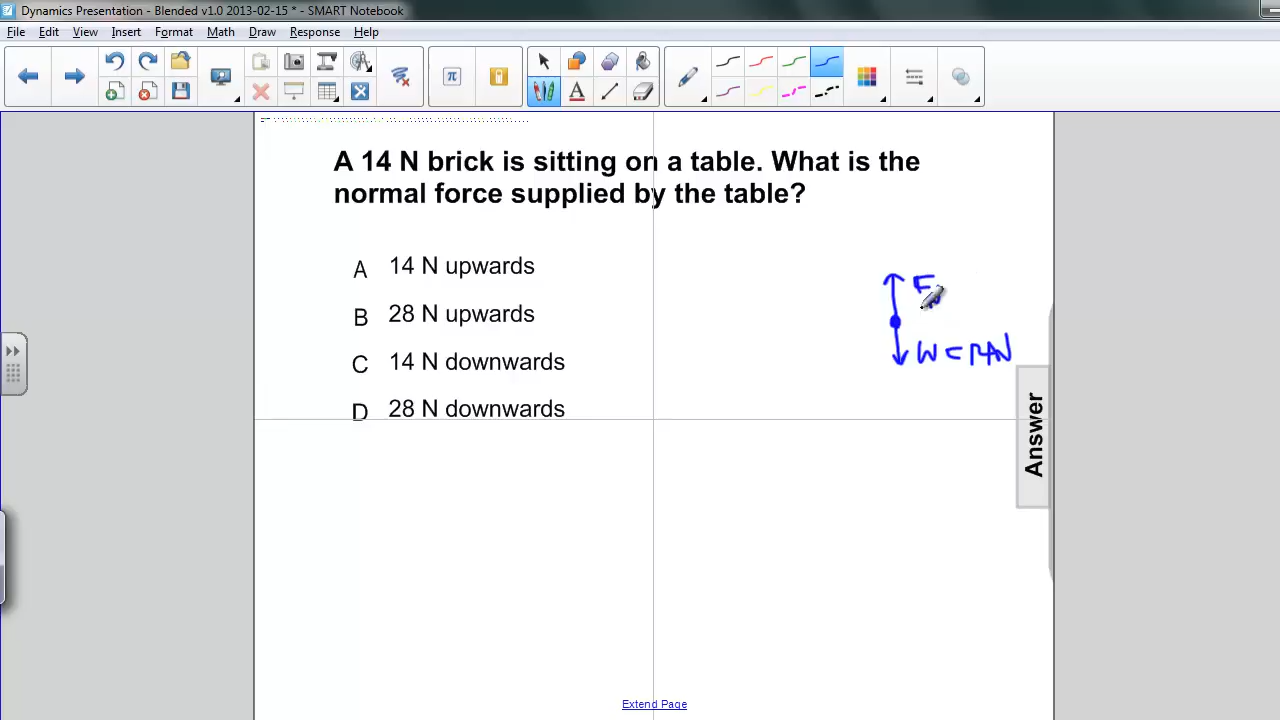 Dynamics Presentation - Blended v1.0 2013-02-15 * - SMART Notebook
File Edit View Insert Format Math Draw Response Help
A 14 N brick is sitting on a table. What is the
normal force supplied by the table?
A 14 N upwards
B 28 N upwards
C 14 N downwards
D 28 N downwards
F N
W = 14N
Answer
Extend Page